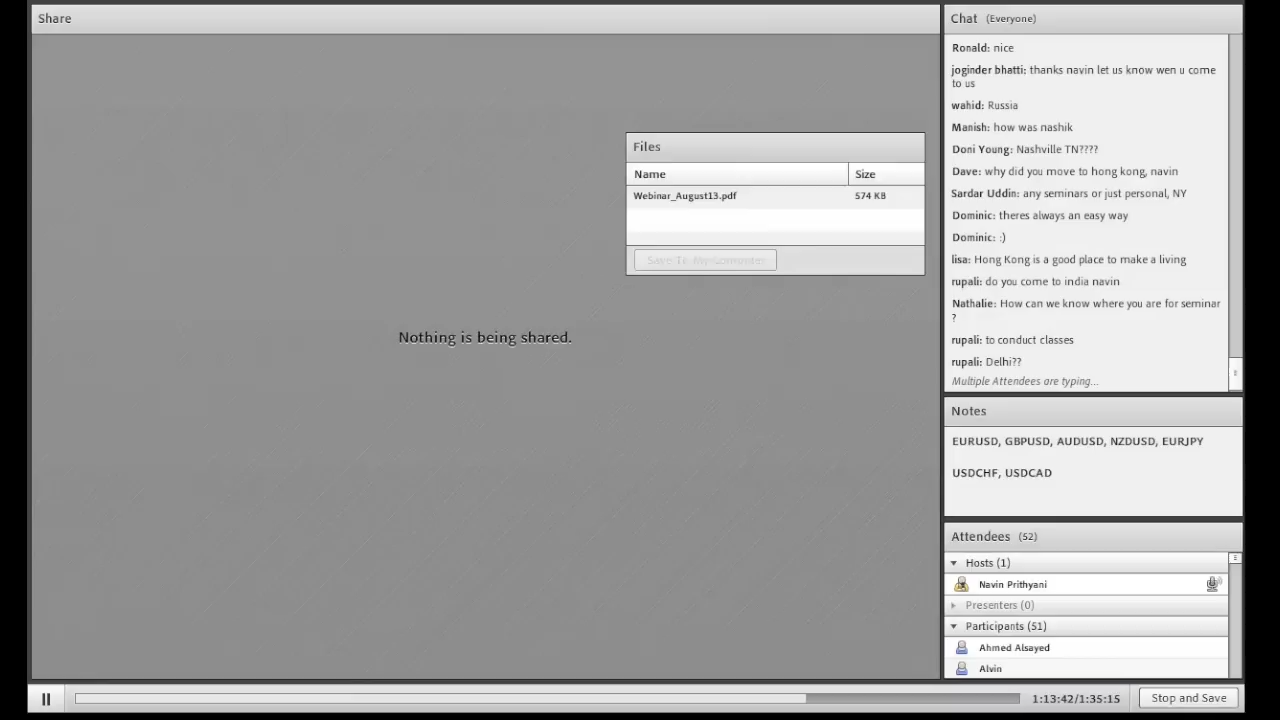 Share
Files
Name Size
Webinar_August13.pdf 574 KB
Save To My Computer
Nothing is being shared.
Chat (Everyone)
Ronald: nice
joginder bhatti: thanks navin let us know wen u come
to us
wahid: Russia
Manish: how was nashik
Doni Young: Nashville TN????
Dave: why did you move to hong kong, navin
Sardar Uddin: any seminars or just personal, NY
Dominic: theres always an easy way
Dominic: :)
lisa: Hong Kong is a good place to make a living
rupali: do you come to india navin
Nathalie: How can we know where you are for seminar
?
rupali: to conduct classes
rupali: Delhi??
Multiple Attendees are typing...
Notes
EURUSD, GBPUSD, AUDUSD, NZDUSD, EURJPY
USDCHF, USDCAD
Attendees (52)
Hosts (1)
Navin Prithyani
Presenters (0)
Participants (51)
Ahmed Alsayed
Alvin
1:13:42/1:35:15
Stop and Save